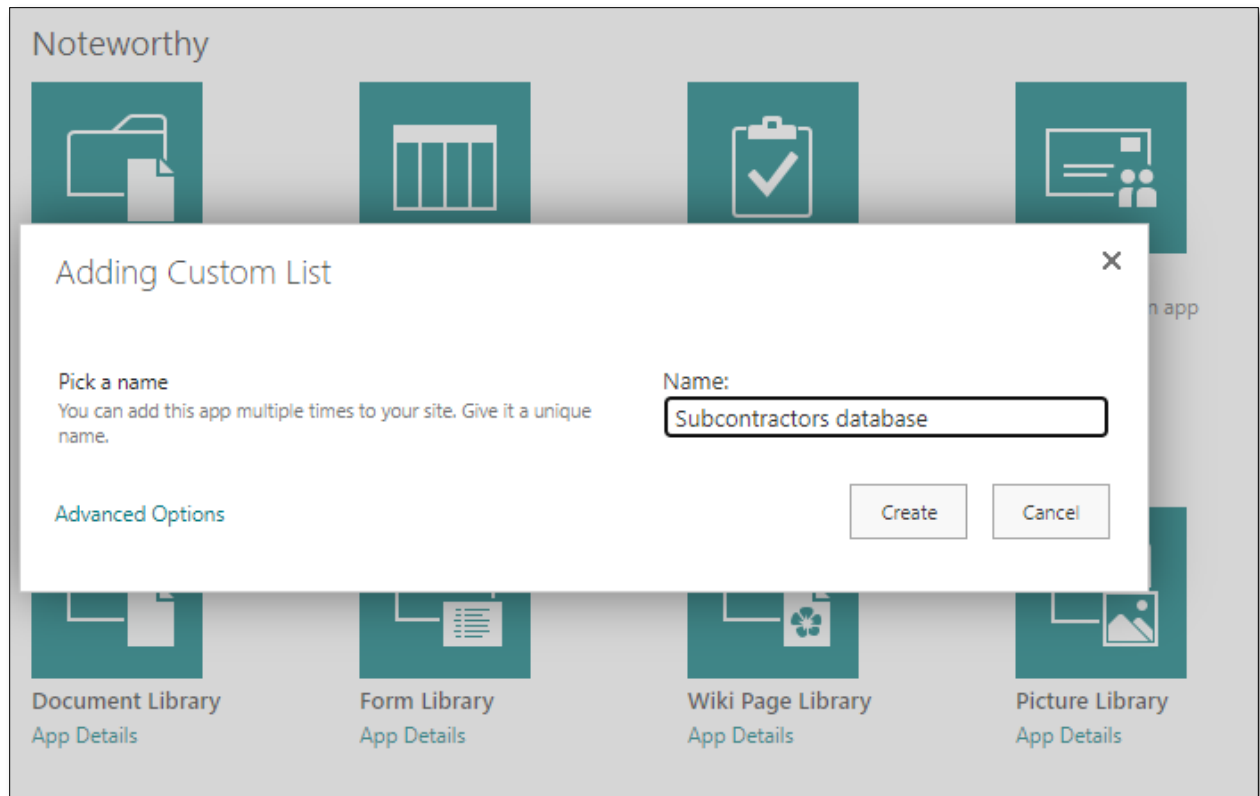 Noteworthy
Adding Custom List
app
Pick a name
Name:
You can add this app multiple times to your site. Give it a unique
name.
Subcontractors database
Advanced Options
Create
Cancel
Document Library
Form Library
Wiki Page Library
Picture Library
App Details
App Details
App Details
App Details